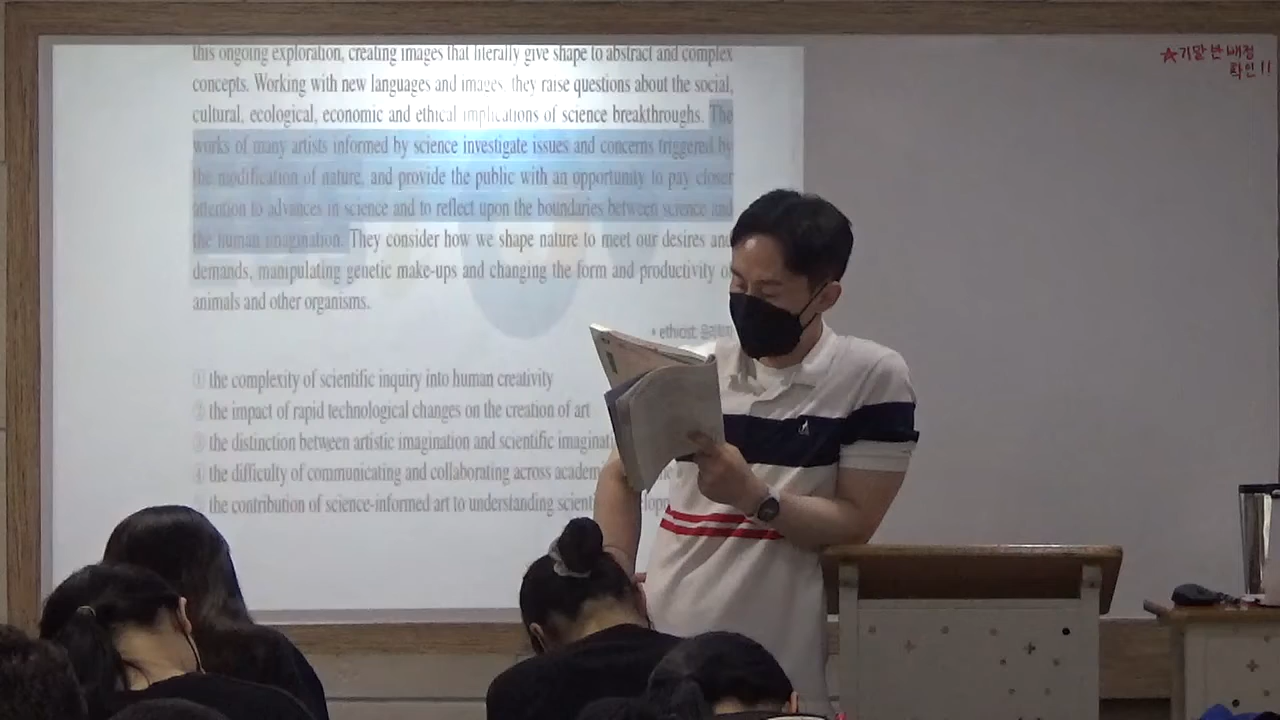 this ongoing exploration, creating images that literally give shape to abstract and complex
concepts. Working with new languages and images, they raise questions about the social,
cultural, ecological, economic and ethical implications of science breakthroughs. The
works of many artists informed by science investigate issues and concerns triggered by
the modification of nature, and provide the public with an opportunity to pay closer
attention to advances in science and to reflect upon the boundaries between science and
the human imagination. They consider how we shape nature to meet our desires and
demands, manipulating genetic make-ups and changing the form and productivity of
animals and other organisms.
* ethicist: 윤리학자
① the complexity of scientific inquiry into human creativity
② the impact of rapid technological changes on the creation of art
③ the distinction between artistic imagination and scientific
④ the difficulty of communicating and collaborating across
⑤ the contribution of science-informed art to understanding
☆기말 반 배정
확인!!